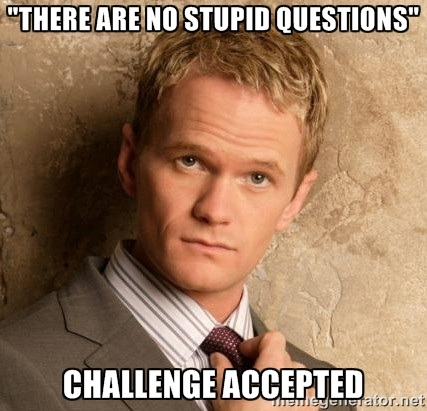 "THERE ARE NO STUPID QUESTIONS"
CHALLENGE ACCEPTED
memegenerator.net